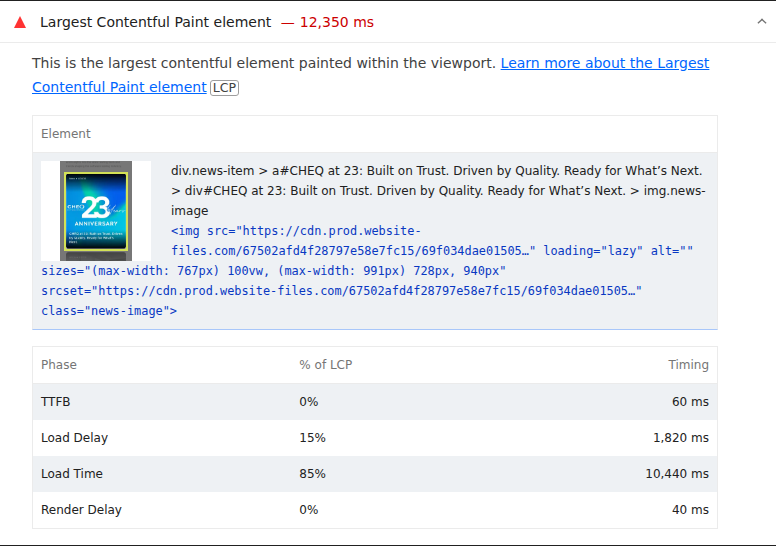 Largest Contentful Paint element — 12,350 ms
This is the largest contentful element painted within the viewport. Learn more about the Largest
Contentful Paint element LCP
Element
23
ANNIVERSARY
div.news-item > a#CHEQ at 23: Built on Trust. Driven by Quality. Ready for What’s Next.
> div#CHEQ at 23: Built on Trust. Driven by Quality. Ready for What’s Next. > img.news-
image
<img src="https://cdn.prod.website-
files.com/67502afd4f28797e58e7fc15/69f034dae01505…" loading="lazy" alt=""
sizes="(max-width: 767px) 100vw, (max-width: 991px) 728px, 940px"
srcset="https://cdn.prod.website-files.com/67502afd4f28797e58e7fc15/69f034dae01505…"
class="news-image">
Phase % of LCP Timing
TTFB 0% 60 ms
Load Delay 15% 1,820 ms
Load Time 85% 10,440 ms
Render Delay 0% 40 ms